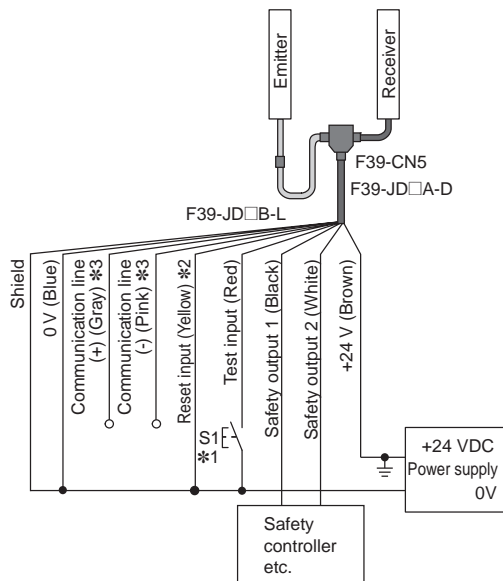 Emitter
Receiver
F39-CN5
F39-JD□A-D
F39-JD□B-L
Shield
0 V (Blue)
Communication line
(+) (Gray) *3
Communication line
(-) (Pink) *3
Reset input (Yellow) *2
Test input (Red)
Safety output 1 (Black)
Safety output 2 (White)
+24 V (Brown)
S1
*1
+24 VDC
Power supply
0V
Safety
controller
etc.